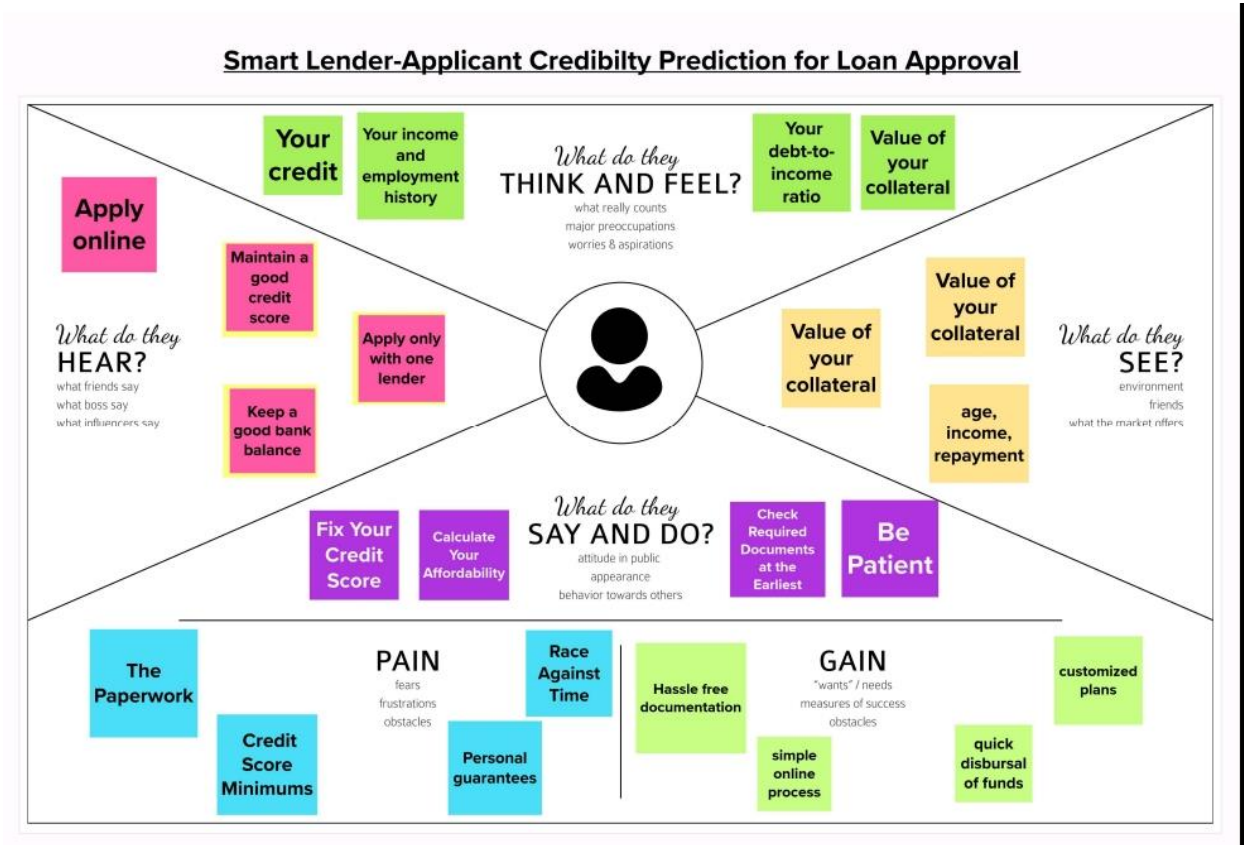 Smart Lender-Applicant Credibilty Prediction for Loan Approval
Your
credit
Your income
and
employment
history
What do they
THINK AND FEEL?
what really counts
major preoccupations
worries & aspirations
Your
debt-to-
income
ratio
Value of
your
collateral
Apply
online
Maintain a
good
credit
score
Apply only
with one
lender
Keep a
good bank
balance
What do they
HEAR?
what friends say
what boss say
what influencers say
Value of
your
collateral
Value of
your
collateral
age,
income,
repayment
What do they
SEE?
environment
friends
what the market offers
Fix Your
Credit
Score
Calculate
Your
Affordability
What do they
SAY AND DO?
attitude in public
appearance
behavior towards others
Check
Required
Documents
at the
Earliest
Be
Patient
The
Paperwork
Credit
Score
Minimums
PAIN
fears
frustrations
obstacles
Race
Against
Time
Personal
guarantees
Hassle free
documentation
GAIN
"wants" / needs
measures of success
obstacles
simple
online
process
quick
disbursal
of funds
customized
plans